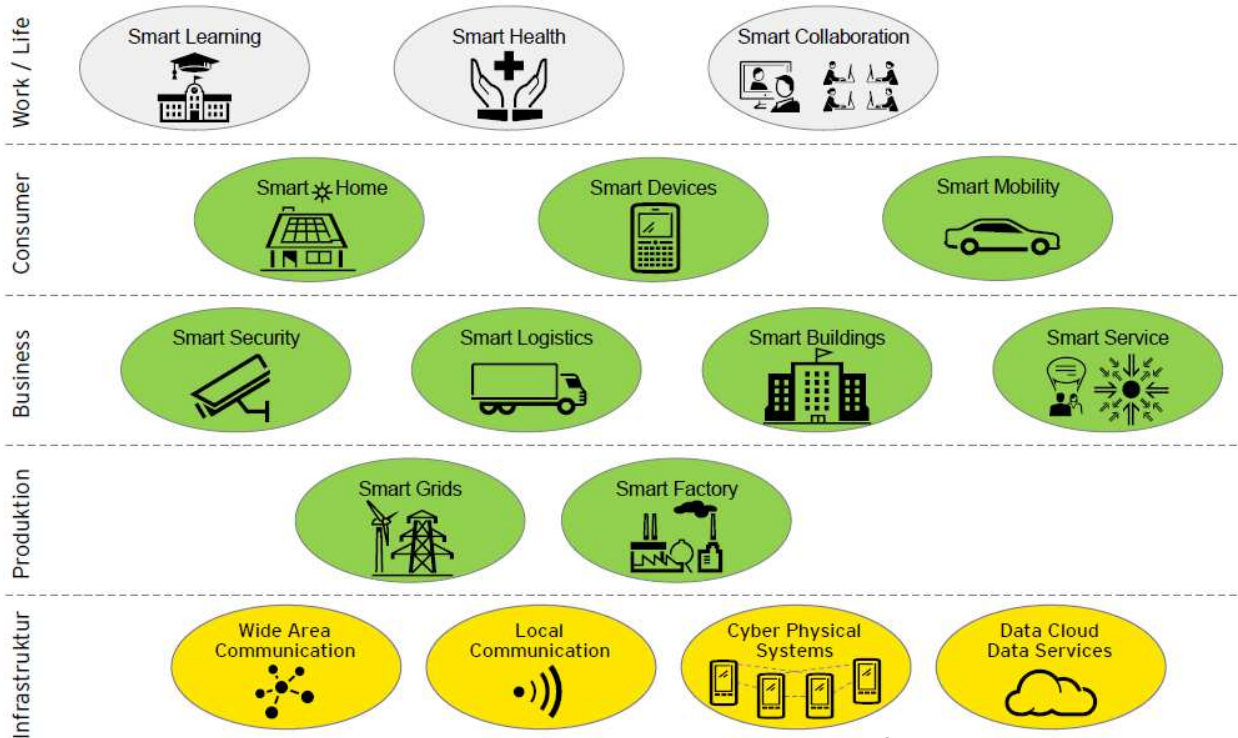 Work / Life
Smart Learning
Smart Health
Smart Collaboration
Consumer
Smart Home
Smart Devices
Smart Mobility
Business
Smart Security
Smart Logistics
Smart Buildings
Smart Service
Produktion
Smart Grids
Smart Factory
Infrastruktur
Wide Area
Communication
Local
Communication
Cyber Physical
Systems
Data Cloud
Data Services